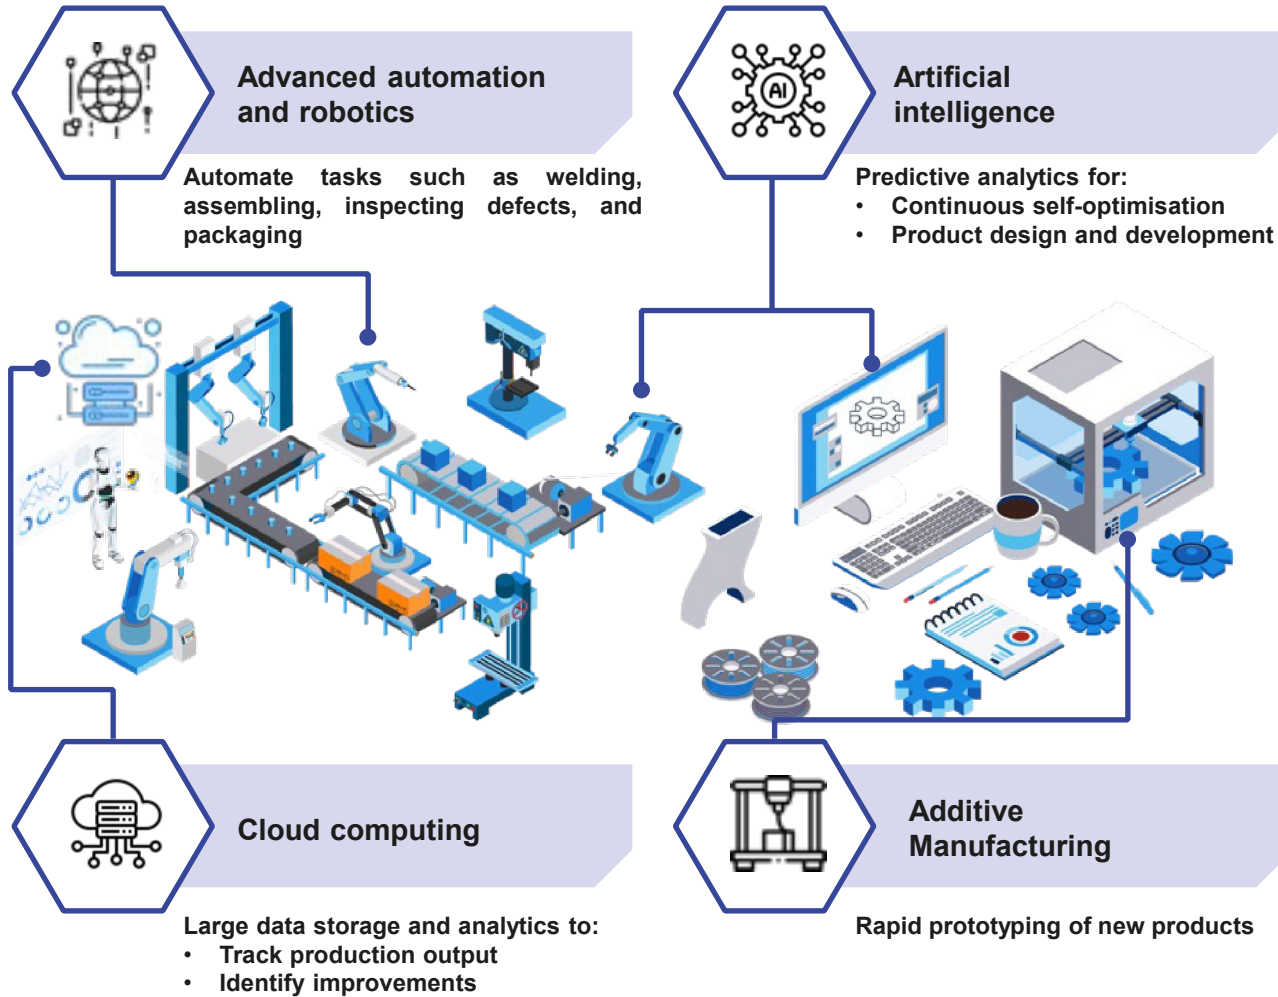 Advanced automation
and robotics
Automate tasks such as welding,
assembling, inspecting defects, and
packaging
AI
Artificial
intelligence
Predictive analytics for:
• Continuous self-optimisation
• Product design and development
Cloud computing
Large data storage and analytics to:
• Track production output
• Identify improvements
Additive
Manufacturing
Rapid prototyping of new products